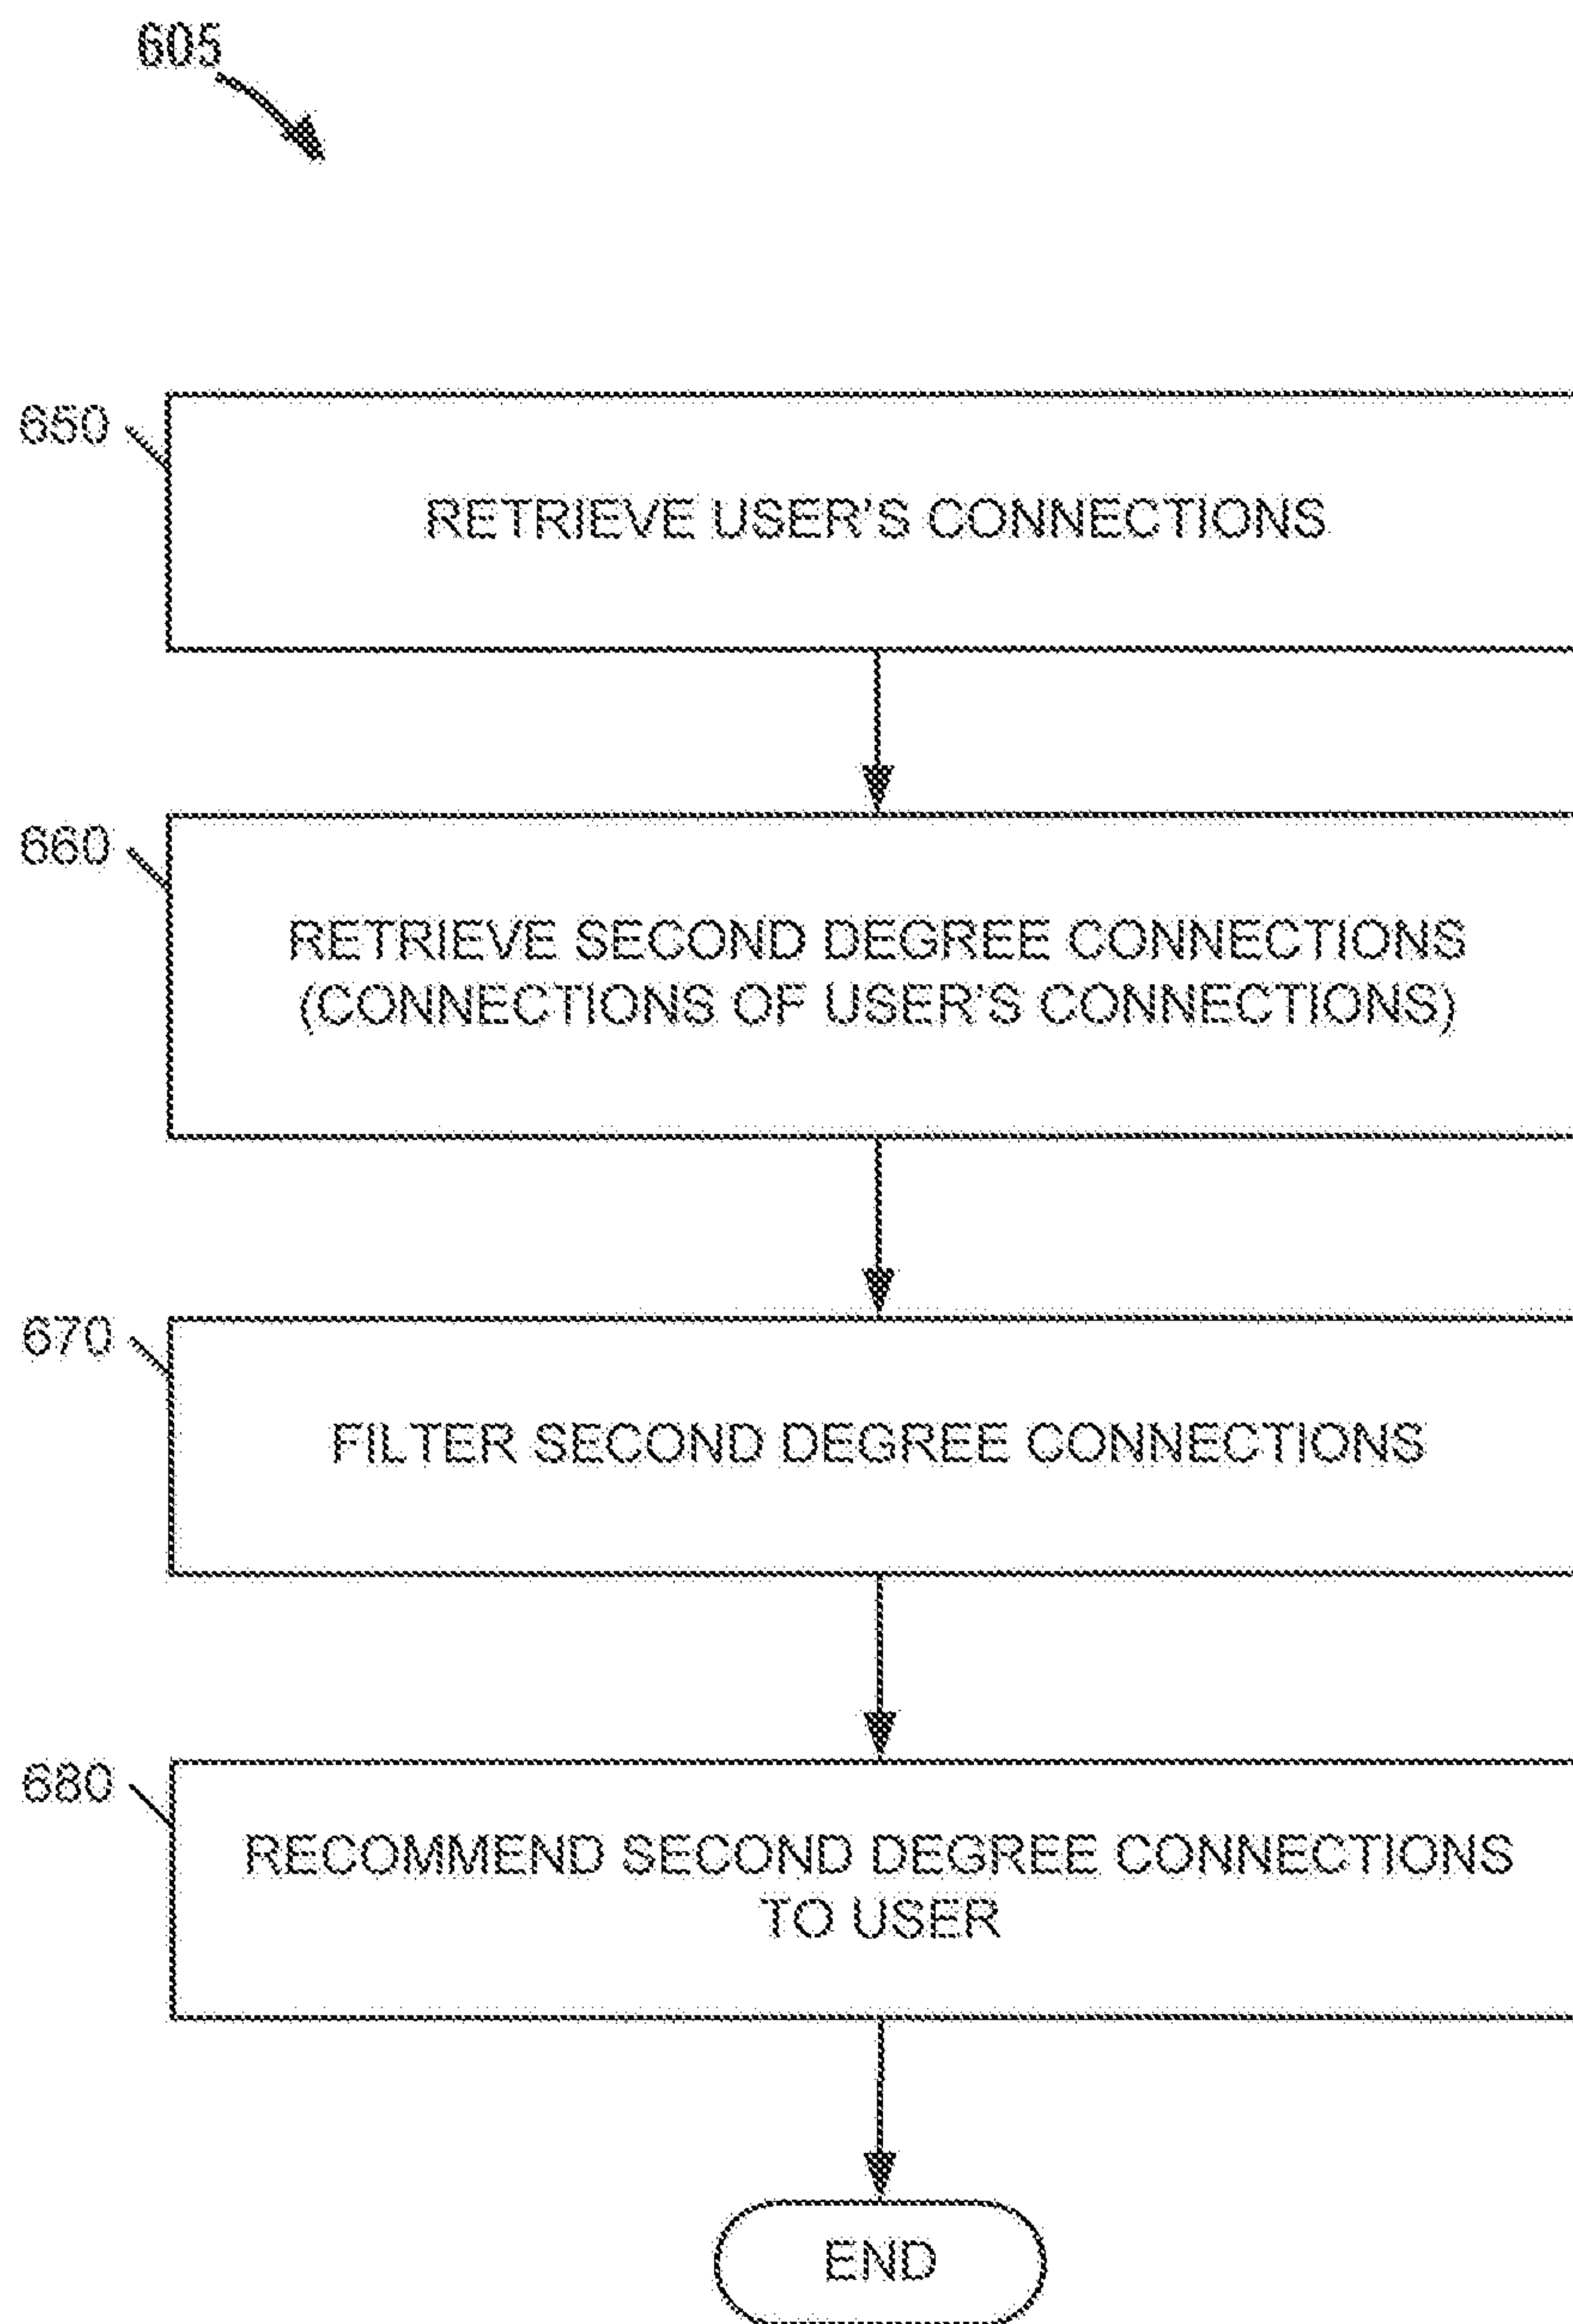 605
650
RETRIEVE USER'S CONNECTIONS
660
RETRIEVE SECOND DEGREE CONNECTIONS
(CONNECTIONS OF USER'S CONNECTIONS)
670
FILTER SECOND DEGREE CONNECTIONS
680
RECOMMEND SECOND DEGREE CONNECTIONS
TO USER
END